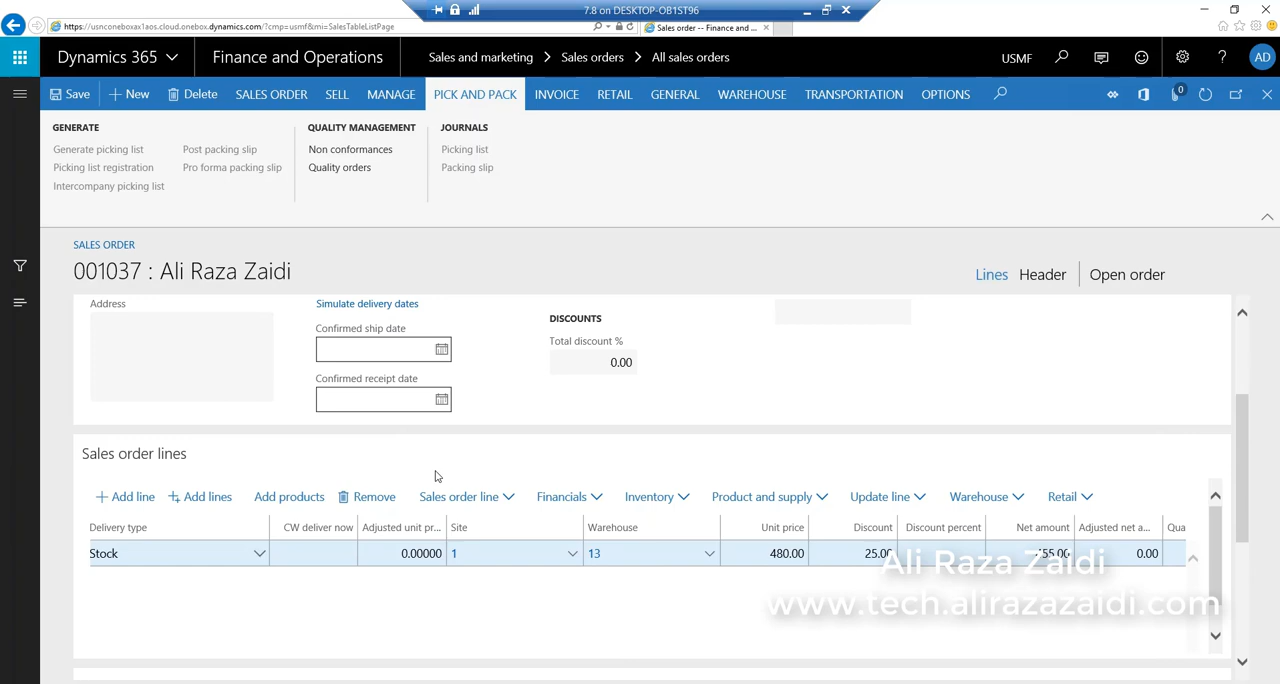 7.8 on DESKTOP-OB1ST96
https://usnconeboxax1aos.cloud.onebox.dynamics.com/?cmp=usmf&mi=SalesTableListPage
Sales order -- Finance and ...
Dynamics 365
Finance and Operations
Sales and marketing > Sales orders > All sales orders
USMF
AD
Save
New
Delete
SALES ORDER
SELL
MANAGE
PICK AND PACK
INVOICE
RETAIL
GENERAL
WAREHOUSE
TRANSPORTATION
OPTIONS
0
GENERATE
Generate picking list
Picking list registration
Intercompany picking list
Post packing slip
Pro forma packing slip
QUALITY MANAGEMENT
Non conformances
Quality orders
JOURNALS
Picking list
Packing slip
SALES ORDER
001037 : Ali Raza Zaidi
Lines
Header
Open order
Address
Simulate delivery dates
Confirmed ship date
Confirmed receipt date
DISCOUNTS
Total discount %
0.00
Sales order lines
Add line
Add lines
Add products
Remove
Sales order line
Financials
Inventory
Product and supply
Update line
Warehouse
Retail
Delivery type
CW deliver now
Adjusted unit pr...
Site
Warehouse
Unit price
Discount
Discount percent
Net amount
Adjusted net a...
Qua
Stock
0.00000
1
13
480.00
25.00
455.00
0.00
Ali Raza Zaidi
www.tech.alirazazaidi.com